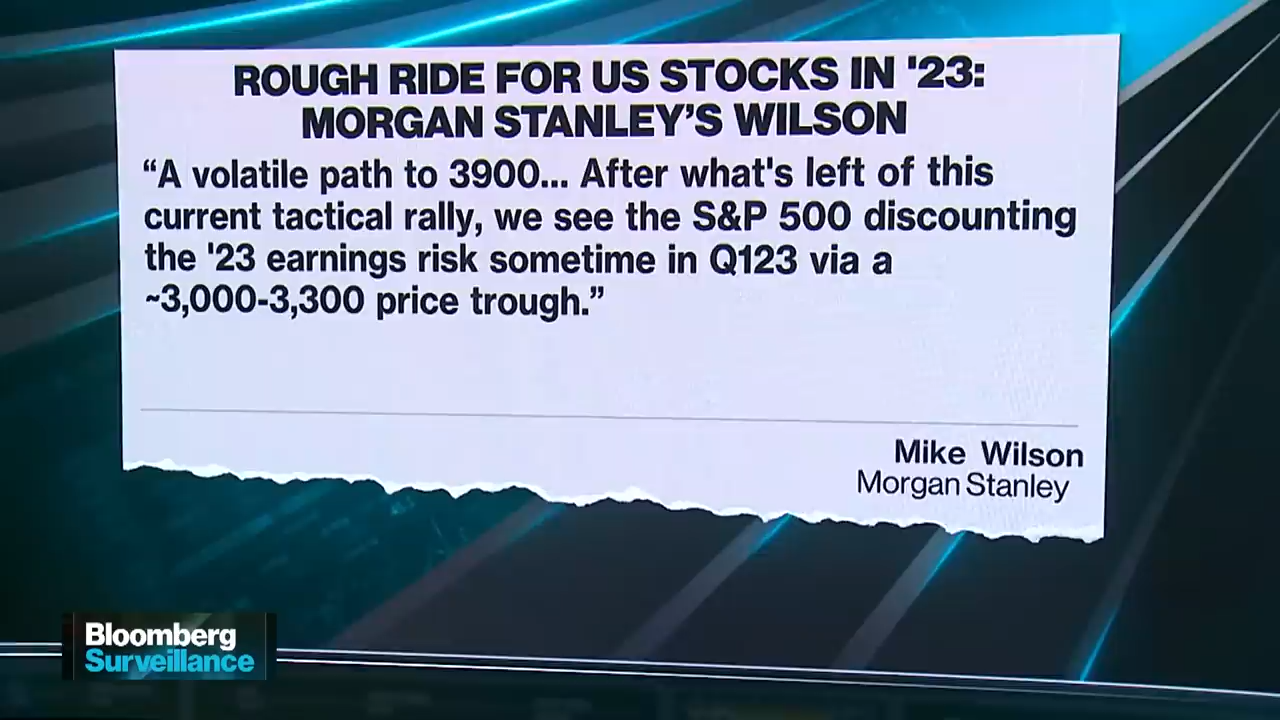 ROUGH RIDE FOR US STOCKS IN '23:
MORGAN STANLEY’S WILSON
“A volatile path to 3900... After what's left of this
current tactical rally, we see the S&P 500 discounting
the '23 earnings risk sometime in Q123 via a
~3,000-3,300 price trough.”
Mike Wilson
Morgan Stanley
Bloomberg
Surveillance